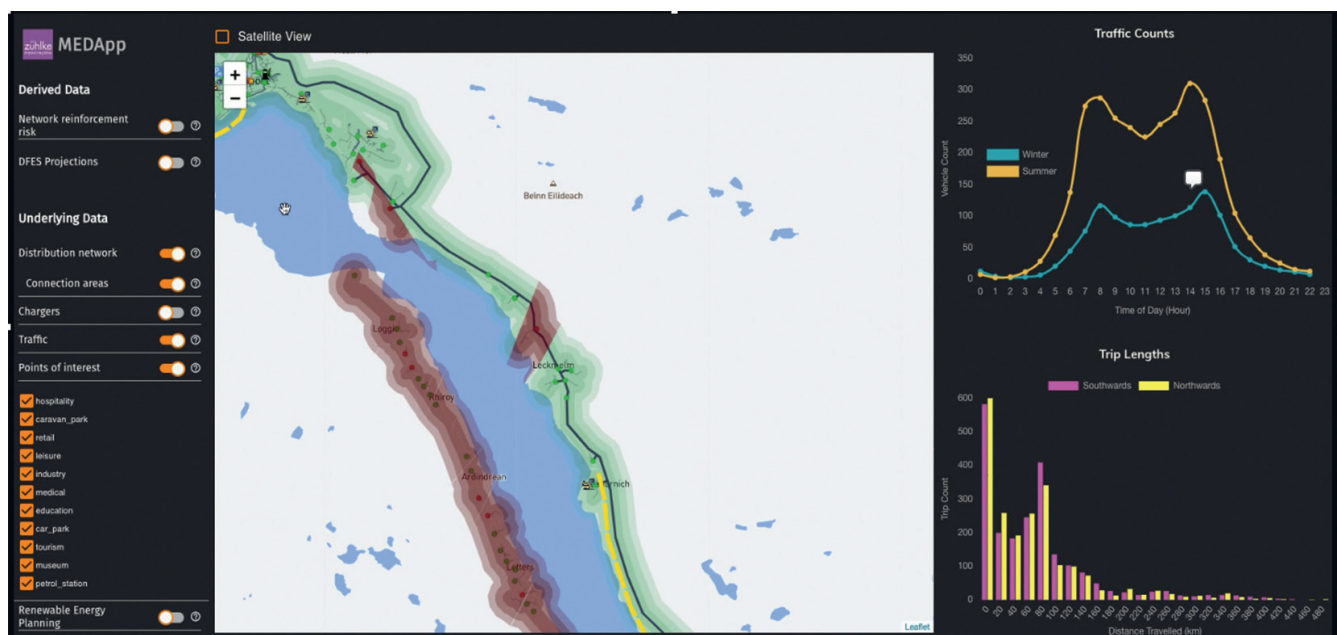 zühlke
MEDApp
Derived Data
Network reinforcement
risk
DFES Projections
Underlying Data
Distribution network
Connection areas
Chargers
Traffic
Points of interest
hospitality
caravan_park
retail
leisure
industry
medical
education
car_park
tourism
museum
petrol_station
Renewable Energy
Planning
Satellite View
+
−
Beinn Eilideach
Loggie
Leckmelm
Rhiroy
Ardindrean
Letters
Leaflet
Traffic Counts
350
300
250
200
150
100
50
0
Vehicle Count
Winter
Summer
0 1 2 3 4 5 6 7 8 9 10 11 12 13 14 15 16 17 18 19 20 21 22 23
Time of Day (Hour)
Trip Lengths
Southwards
Northwards
600
500
400
300
200
100
0
Trip Count
0 20 40 60 80 100 120 140 160 180 200 220 240 260 280 300 320 340 360 380 400 420 440 460 480
Distance Travelled (km)